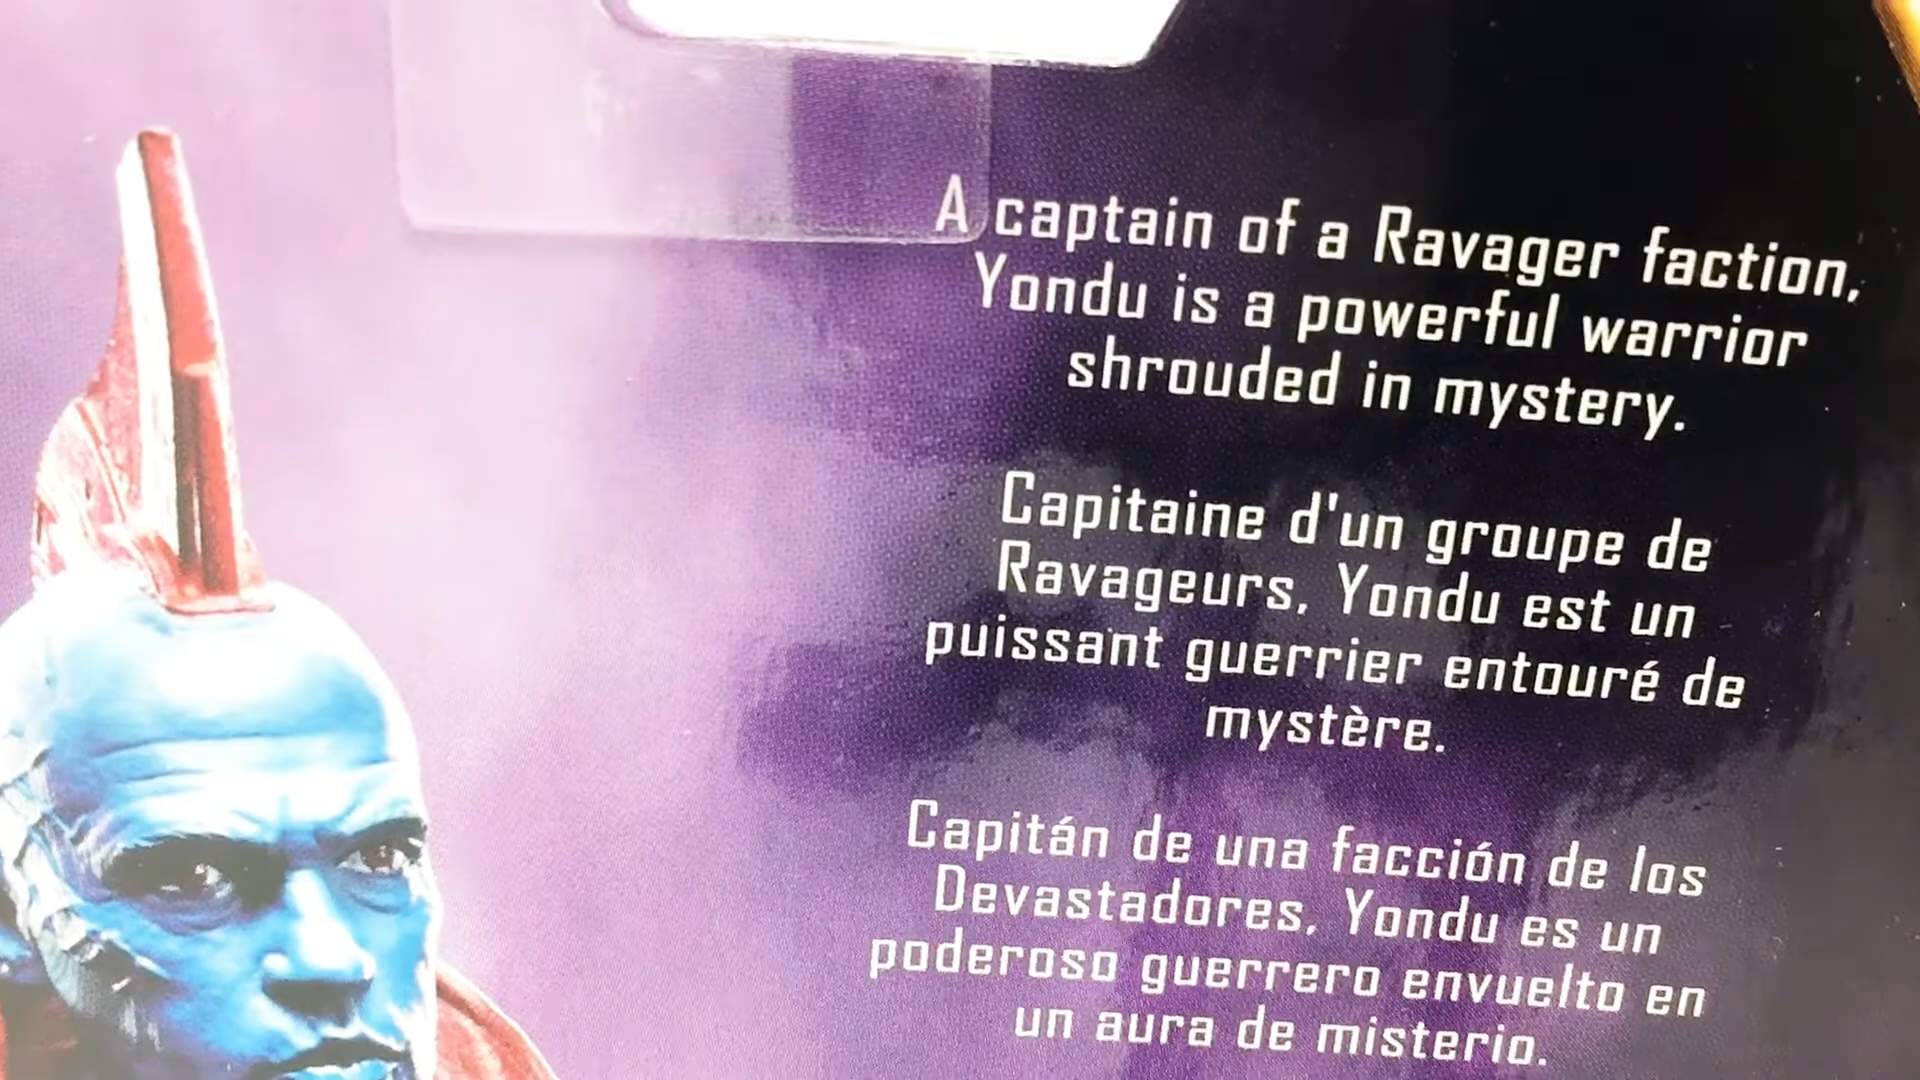 A captain of a Ravager faction,
Yondu is a powerful warrior
shrouded in mystery.
Capitaine d'un groupe de
Ravageurs, Yondu est un
puissant guerrier entouré de
mystère.
Capitán de una facción de los
Devastadores, Yondu es un
poderoso guerrero envuelto en
un aura de misterio.